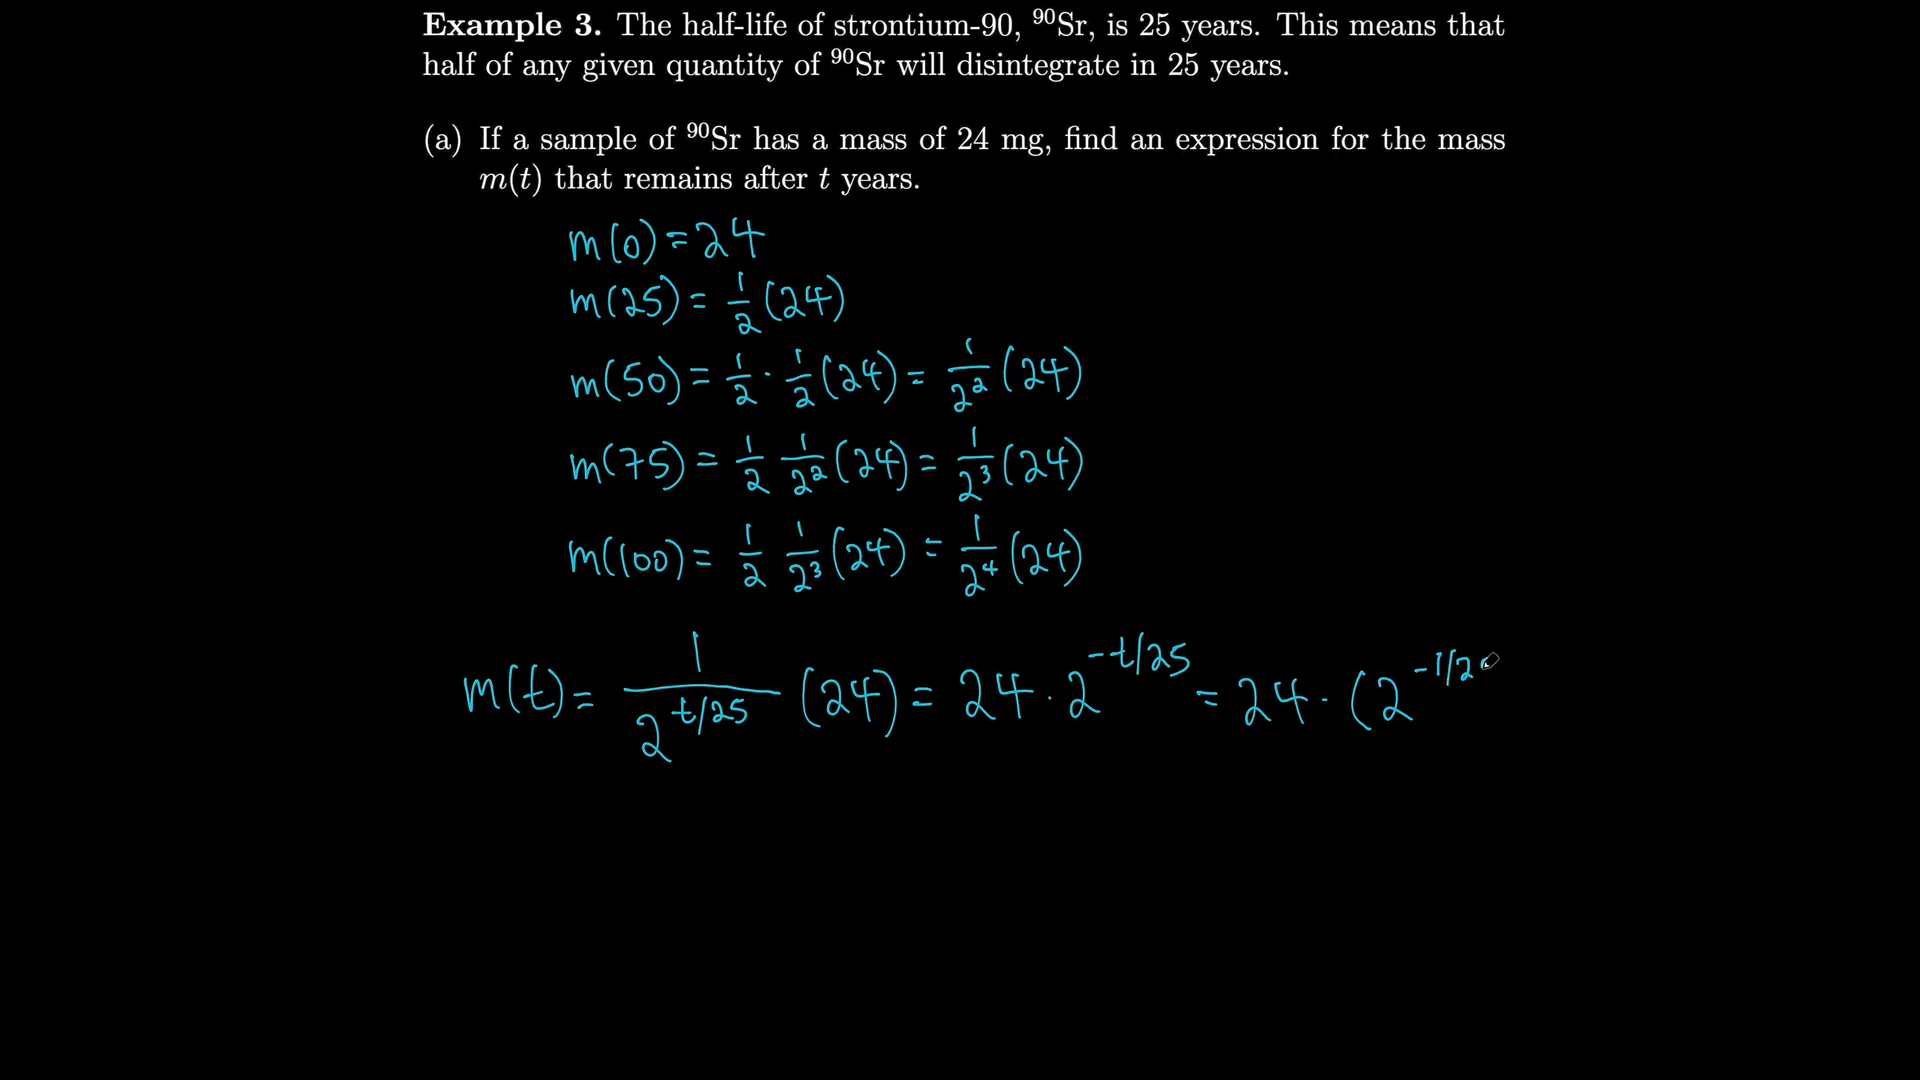 Example 3. The half-life of strontium-90, ⁹⁰Sr, is 25 years. This means that
half of any given quantity of ⁹⁰Sr will disintegrate in 25 years.
(a) If a sample of ⁹⁰Sr has a mass of 24 mg, find an expression for the mass
m(t) that remains after t years.
m(0) = 24
m(25) = 1/2 (24)
m(50) = 1/2 · 1/2 (24) = 1/2² (24)
m(75) = 1/2 1/2² (24) = 1/2³ (24)
m(100) = 1/2 1/2³ (24) = 1/2⁴ (24)
m(t) = 1/2^(t/25) (24) = 24 · 2^(-t/25) = 24 · (2^(-1/2